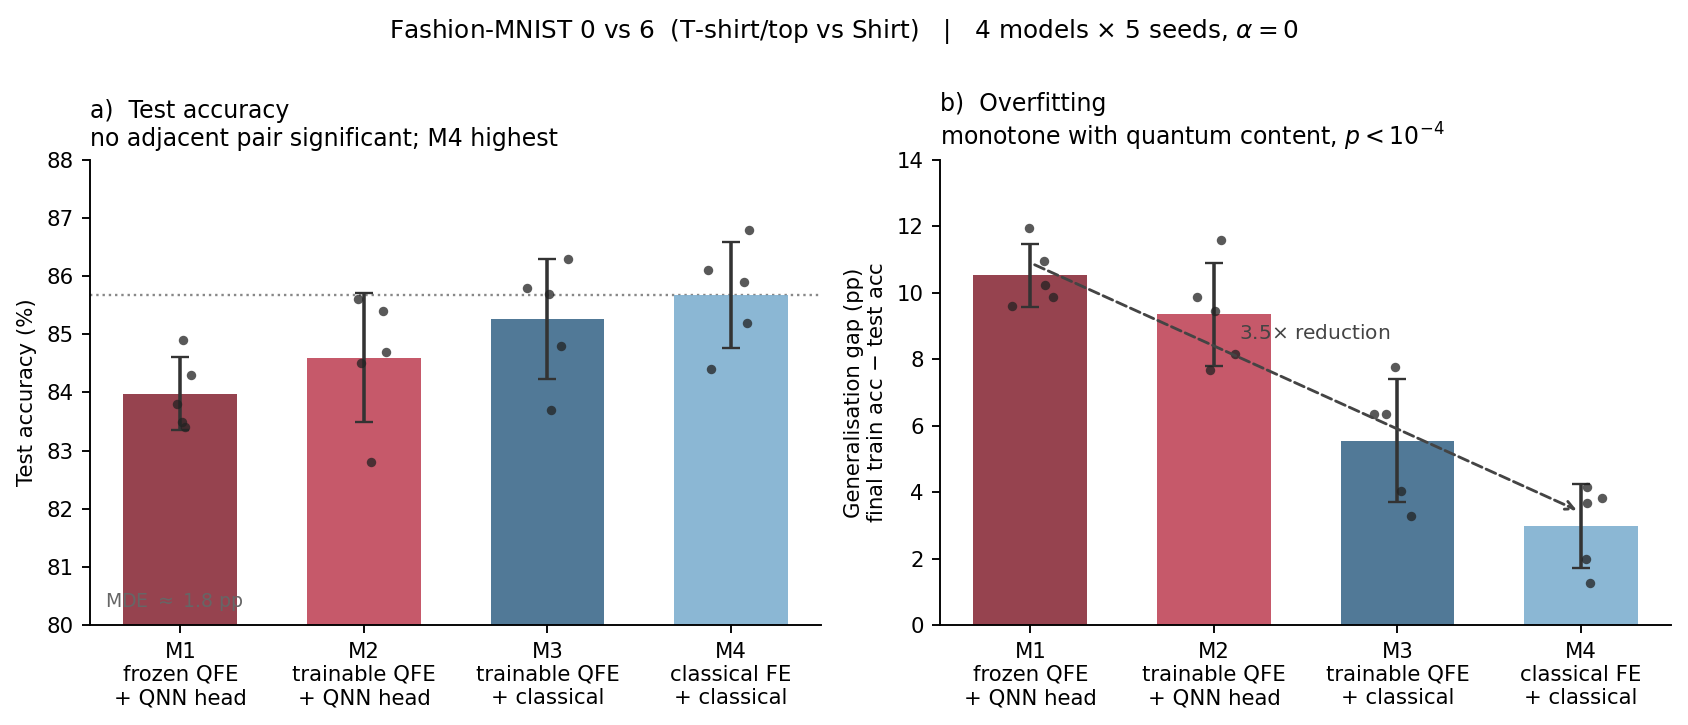 Fashion-MNIST 0 vs 6 (T-shirt/top vs Shirt) | 4 models × 5 seeds, α = 0
a) Test accuracy
no adjacent pair significant; M4 highest
Test accuracy (%)
88
87
86
85
84
83
82
81
80
MDE = 1.8 pp
M1
frozen QFE
+ QNN head
M2
trainable QFE
+ QNN head
M3
trainable QFE
+ classical
M4
classical FE
+ classical
b) Overfitting
monotone with quantum content, p < 10⁻⁴
Generalisation gap (pp)
final train acc − test acc
14
12
10
8
6
4
2
0
3.5× reduction
M1
frozen QFE
+ QNN head
M2
trainable QFE
+ QNN head
M3
trainable QFE
+ classical
M4
classical FE
+ classical